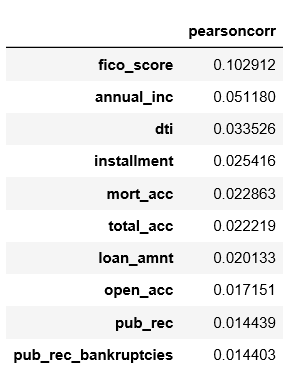 pearsoncorr
fico_score 0.102912
annual_inc 0.051180
dti 0.033526
installment 0.025416
mort_acc 0.022863
total_acc 0.022219
loan_amnt 0.020133
open_acc 0.017151
pub_rec 0.014439
pub_rec_bankruptcies 0.014403